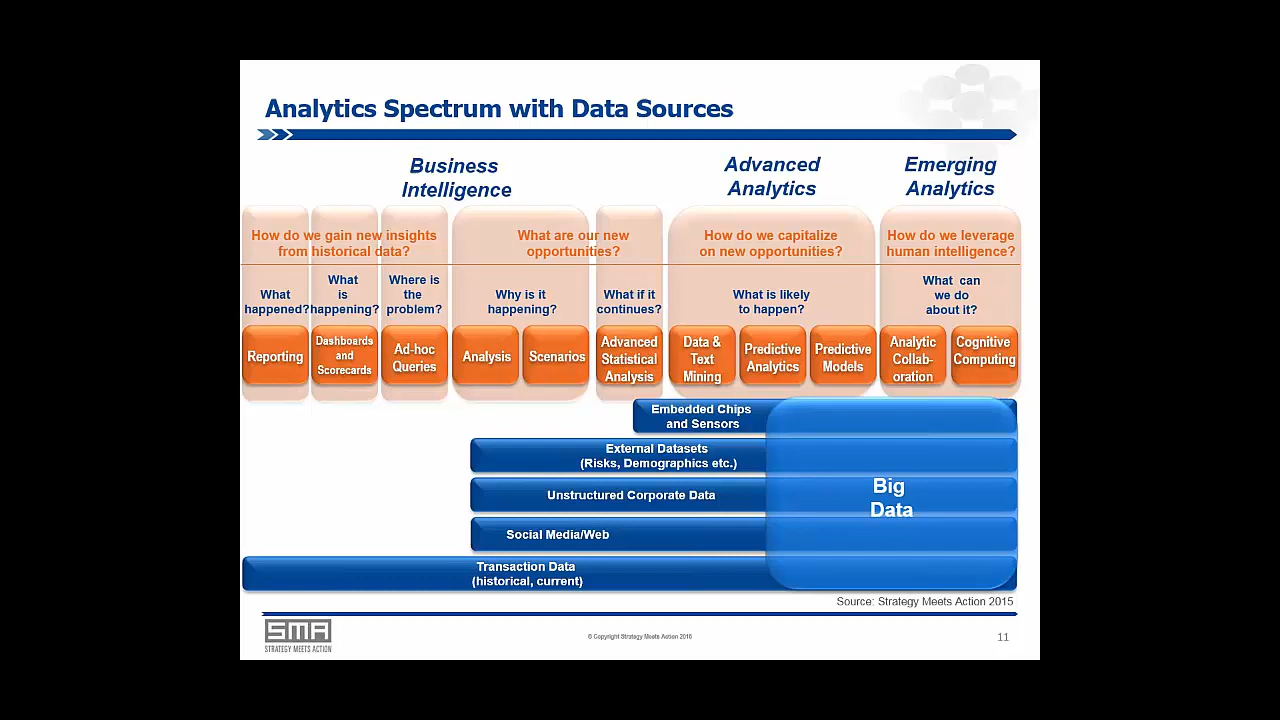 Analytics Spectrum with Data Sources
Business
Intelligence
Advanced
Analytics
Emerging
Analytics
How do we gain new insights
from historical data?
What are our new
opportunities?
How do we capitalize
on new opportunities?
How do we leverage
human intelligence?
What
happened?
What
is
happening?
Where is
the
problem?
Why is it
happening?
What if it
continues?
What is likely
to happen?
What can
we do
about it?
Reporting
Dashboards
and
Scorecards
Ad-hoc
Queries
Analysis
Scenarios
Advanced
Statistical
Analysis
Data &
Text
Mining
Predictive
Analytics
Predictive
Models
Analytic
Collab-
oration
Cognitive
Computing
Embedded Chips
and Sensors
External Datasets
(Risks, Demographics etc.)
Unstructured Corporate Data
Social Media/Web
Transaction Data
(historical, current)
Big
Data
Source: Strategy Meets Action 2015
SMA
STRATEGY MEETS ACTION
© Copyright Strategy Meets Action 2016
11